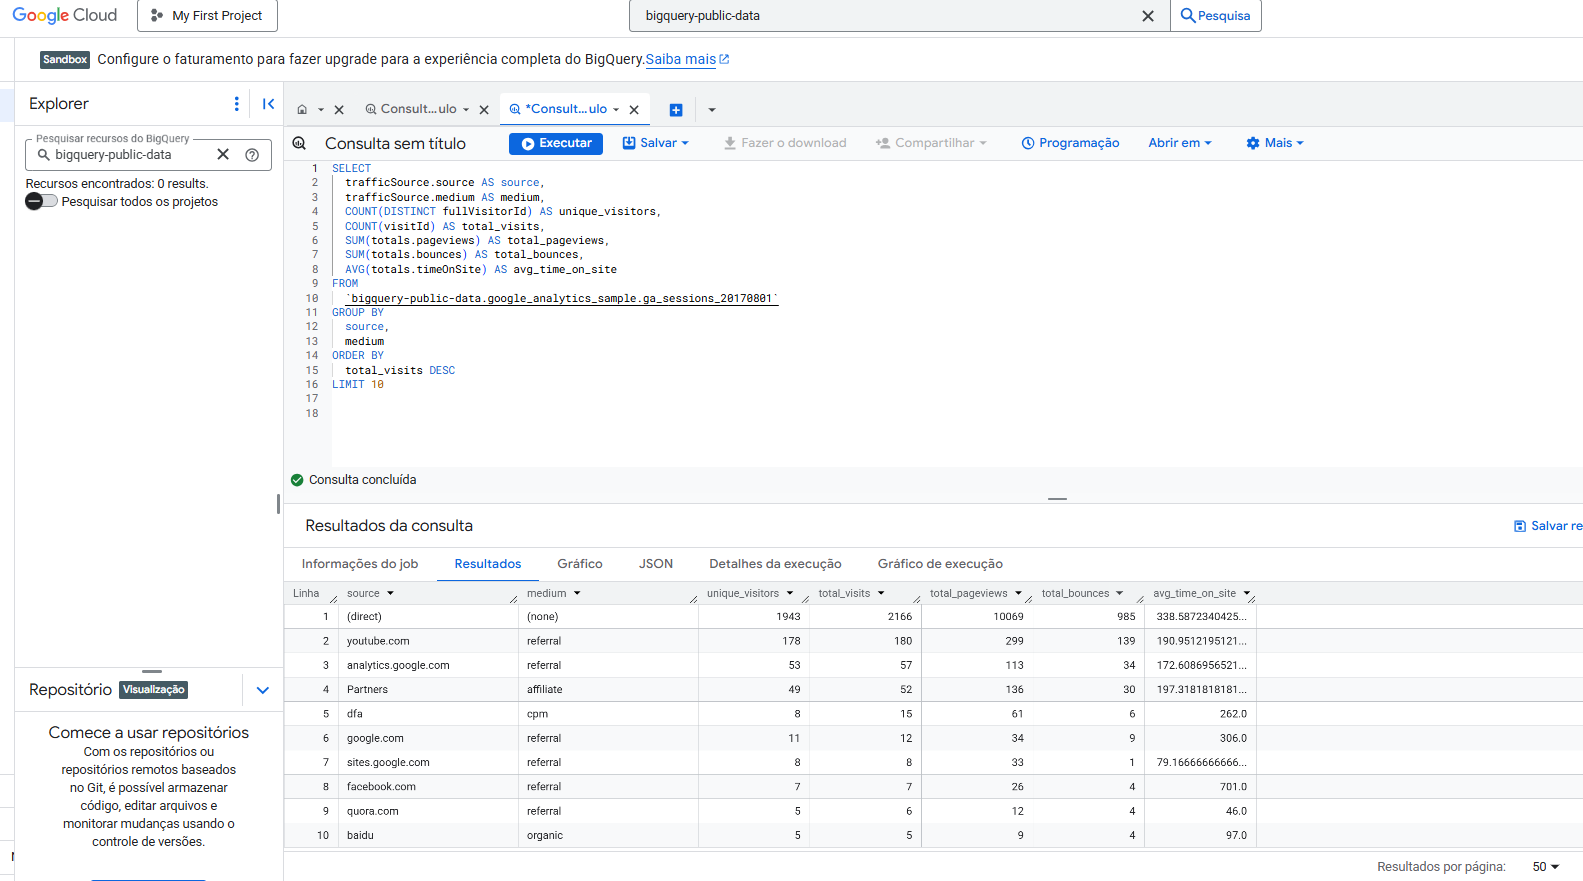 Google Cloud
My First Project
bigquery-public-data
Pesquisa
Sandbox Configure o faturamento para fazer upgrade para a experiência completa do BigQuery. Saiba mais
Explorer
Pesquisar recursos do BigQuery
bigquery-public-data
Recursos encontrados: 0 results.
Pesquisar todos os projetos
Consult...ulo
*Consult...ulo
Consulta sem título
Executar
Salvar
Fazer o download
Compartilhar
Programação
Abrir em
Mais
1 SELECT
2 trafficSource.source AS source,
3 trafficSource.medium AS medium,
4 COUNT(DISTINCT fullVisitorId) AS unique_visitors,
5 COUNT(visitId) AS total_visits,
6 SUM(totals.pageviews) AS total_pageviews,
7 SUM(totals.bounces) AS total_bounces,
8 AVG(totals.timeOnSite) AS avg_time_on_site
9 FROM
10 `bigquery-public-data.google_analytics_sample.ga_sessions_20170801`
11 GROUP BY
12 source,
13 medium
14 ORDER BY
15 total_visits DESC
16 LIMIT 10
17
18
Consulta concluída
Resultados da consulta
Salvar re
Informações do job Resultados Gráfico JSON Detalhes da execução Gráfico de execução
Linha source medium unique_visitors total_visits total_pageviews total_bounces avg_time_on_site
1 (direct) (none) 1943 2166 10069 985 338.5872340425...
2 youtube.com referral 178 180 299 139 190.9512195121...
3 analytics.google.com referral 53 57 113 34 172.6086956521...
4 Partners affiliate 49 52 136 30 197.3181818181...
5 dfa cpm 8 15 61 6 262.0
6 google.com referral 11 12 34 9 306.0
7 sites.google.com referral 8 8 33 1 79.16666666666...
8 facebook.com referral 7 7 26 4 701.0
9 quora.com referral 5 6 12 4 46.0
10 baidu organic 5 5 9 4 97.0
Resultados por página: 50
Repositório Visualização
Comece a usar repositórios
Com os repositórios ou
repositórios remotos baseados
no Git, é possível armazenar
código, editar arquivos e
monitorar mudanças usando o
controle de versões.